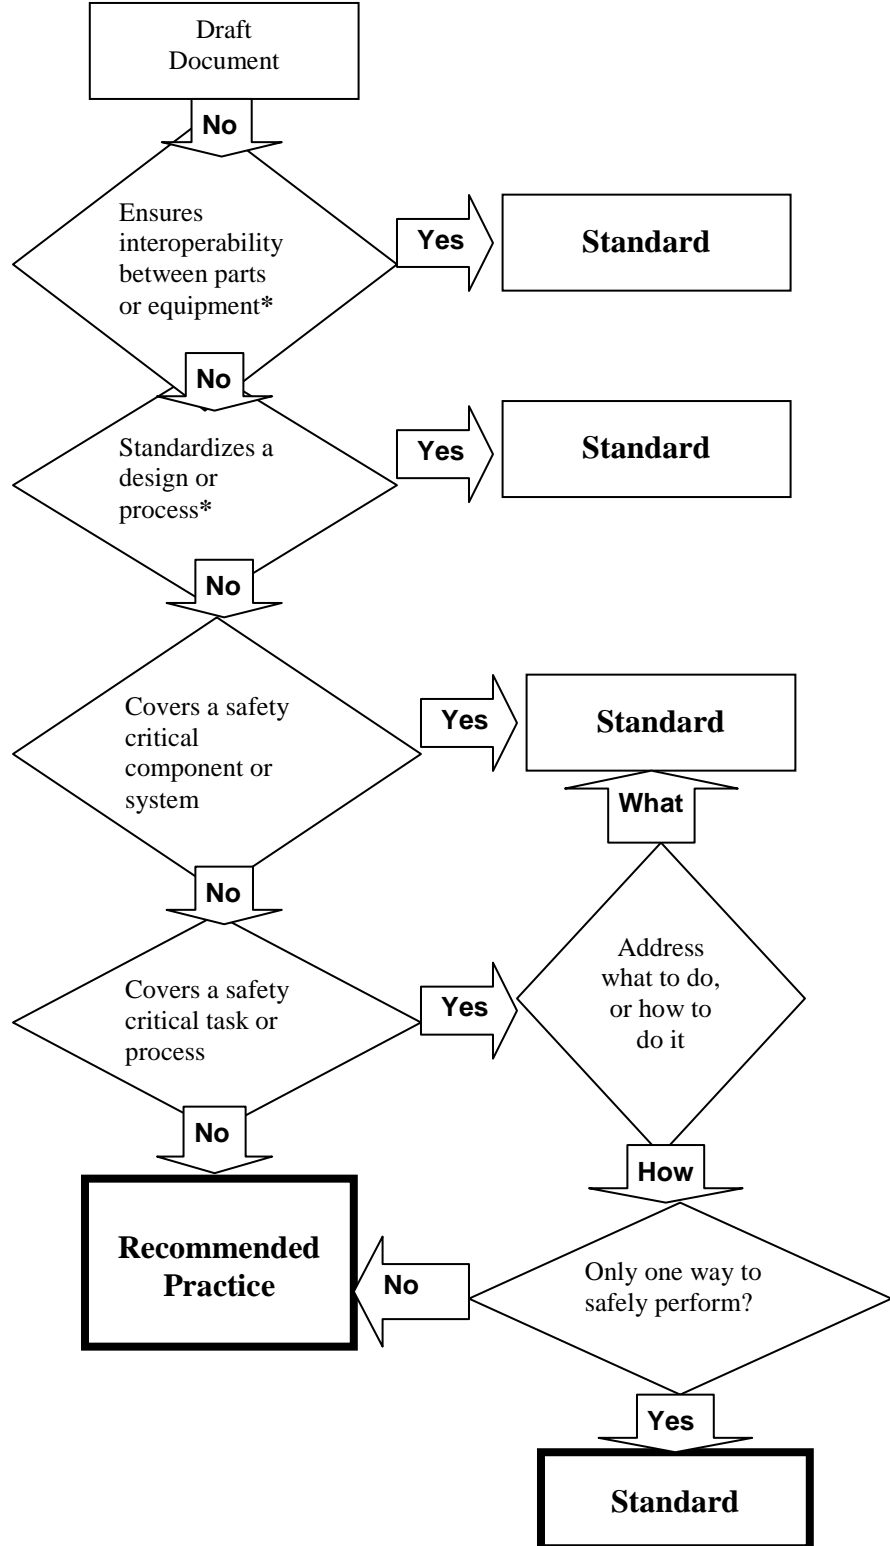 Draft
Document
No
Ensures
interoperability
between parts
or equipment*
Yes
Standard
No
Standardizes a
design or
process*
Yes
Standard
No
Covers a safety
critical
component or
system
Yes
Standard
What
No
Address
what to do,
or how to
do it
Covers a safety
critical task or
process
Yes
No
How
Recommended
Practice
No
Only one way to
safely perform?
Yes
Standard